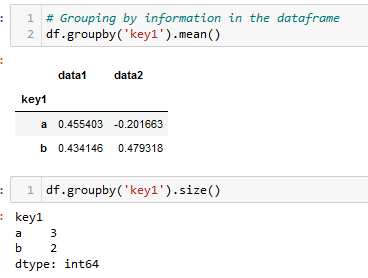 : 1 # Grouping by information in the dataframe
2 df.groupby('key1').mean()
:
data1 data2
key1
a 0.455403 -0.201663
b 0.434146 0.479318
: 1 df.groupby('key1').size()
: key1
a 3
b 2
dtype: int64